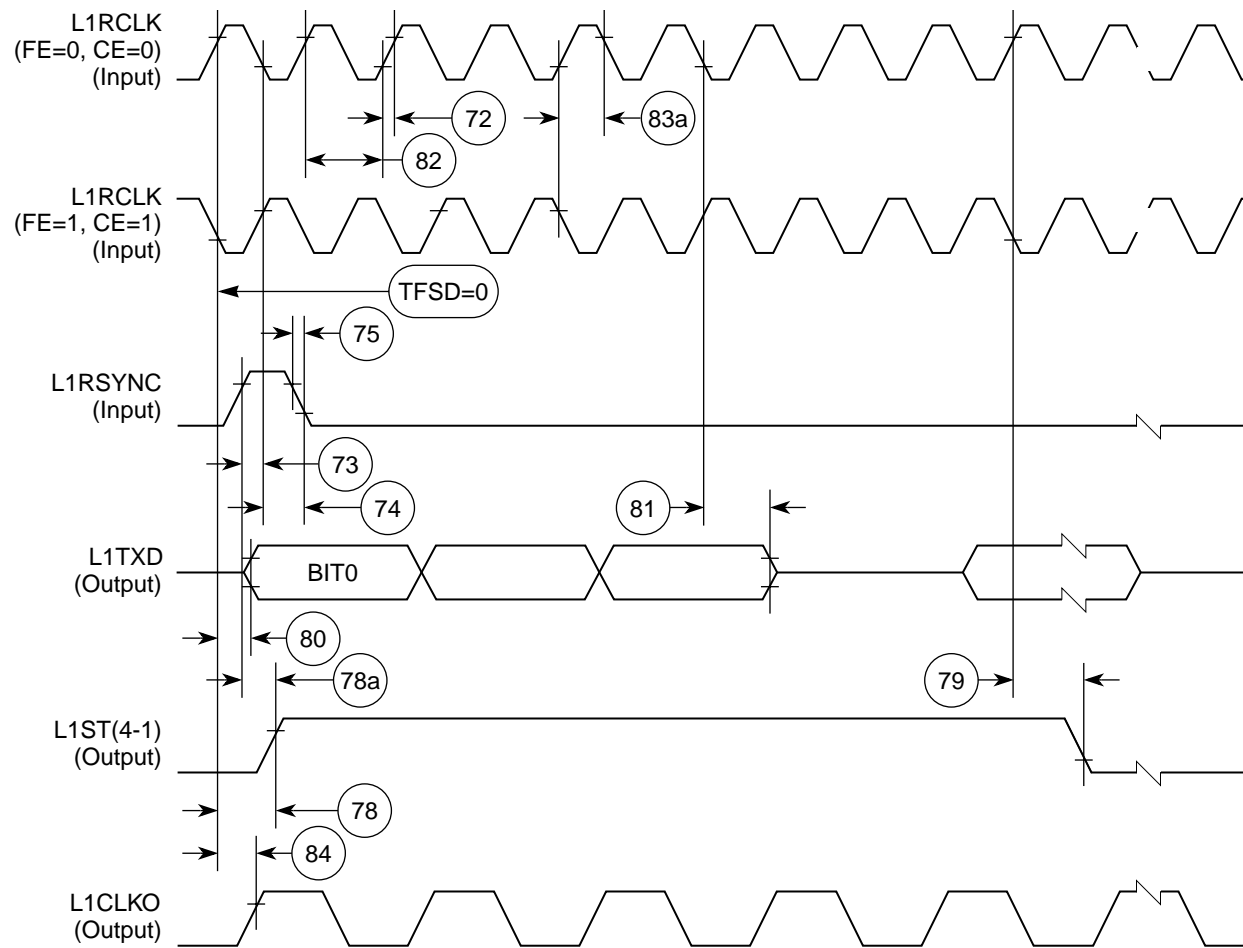 L1RCLK
(FE=0, CE=0)
(Input)
72
83a
82
L1RCLK
(FE=1, CE=1)
(Input)
TFSD=0
75
L1RSYNC
(Input)
73
74
81
L1TXD
(Output)
BIT0
80
78a
79
L1ST(4-1)
(Output)
78
84
L1CLKO
(Output)